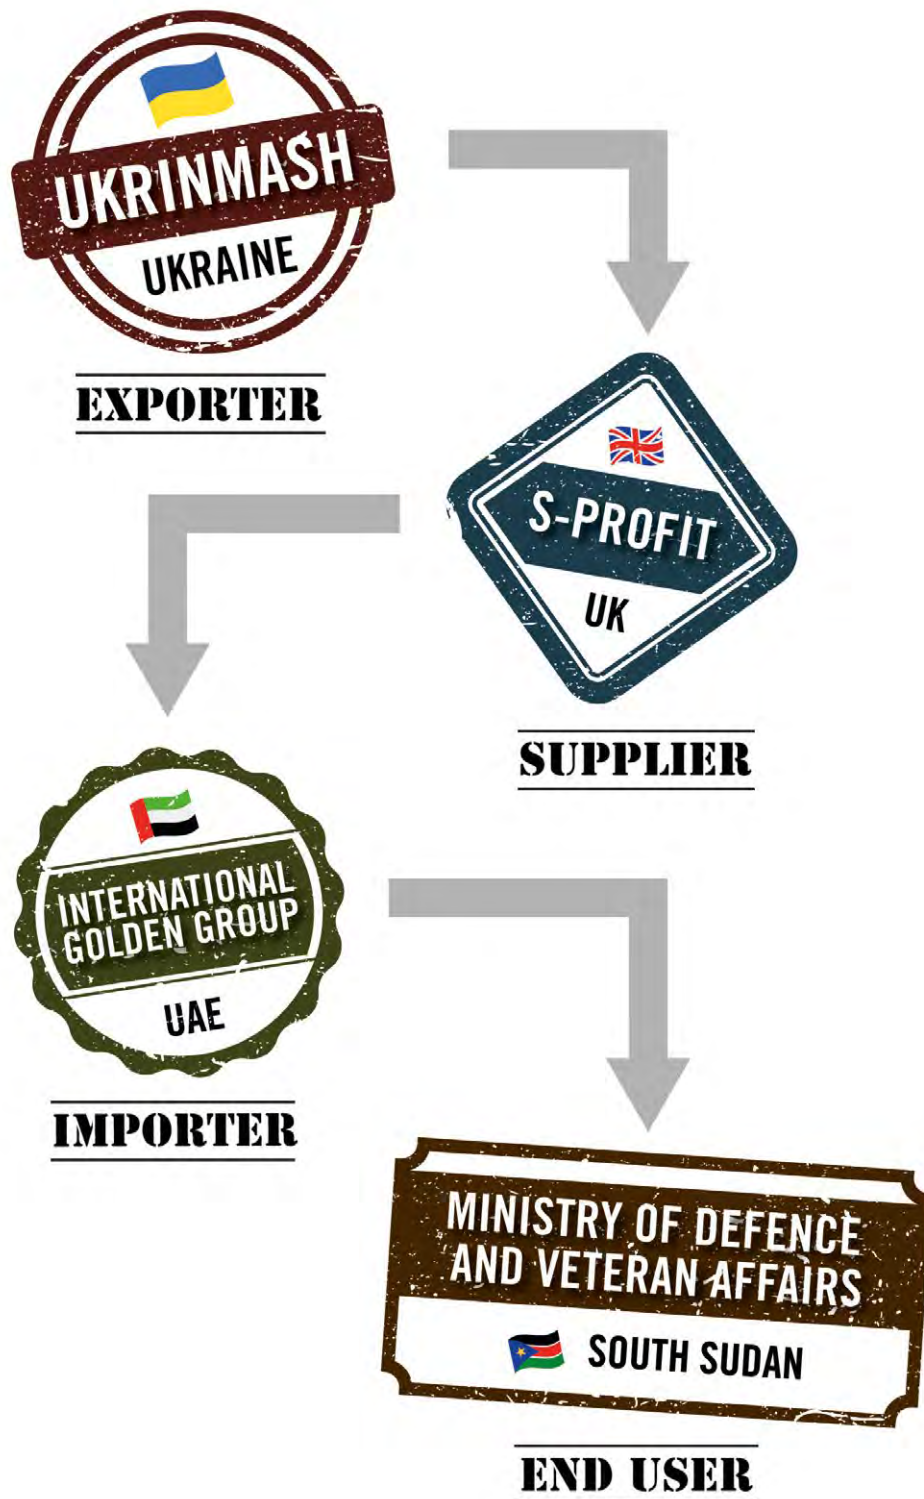 UKRINMASH
UKRAINE
EXPORTER
S-PROFIT
UK
SUPPLIER
INTERNATIONAL
GOLDEN GROUP
UAE
IMPORTER
MINISTRY OF DEFENCE
AND VETERAN AFFAIRS
SOUTH SUDAN
END USER